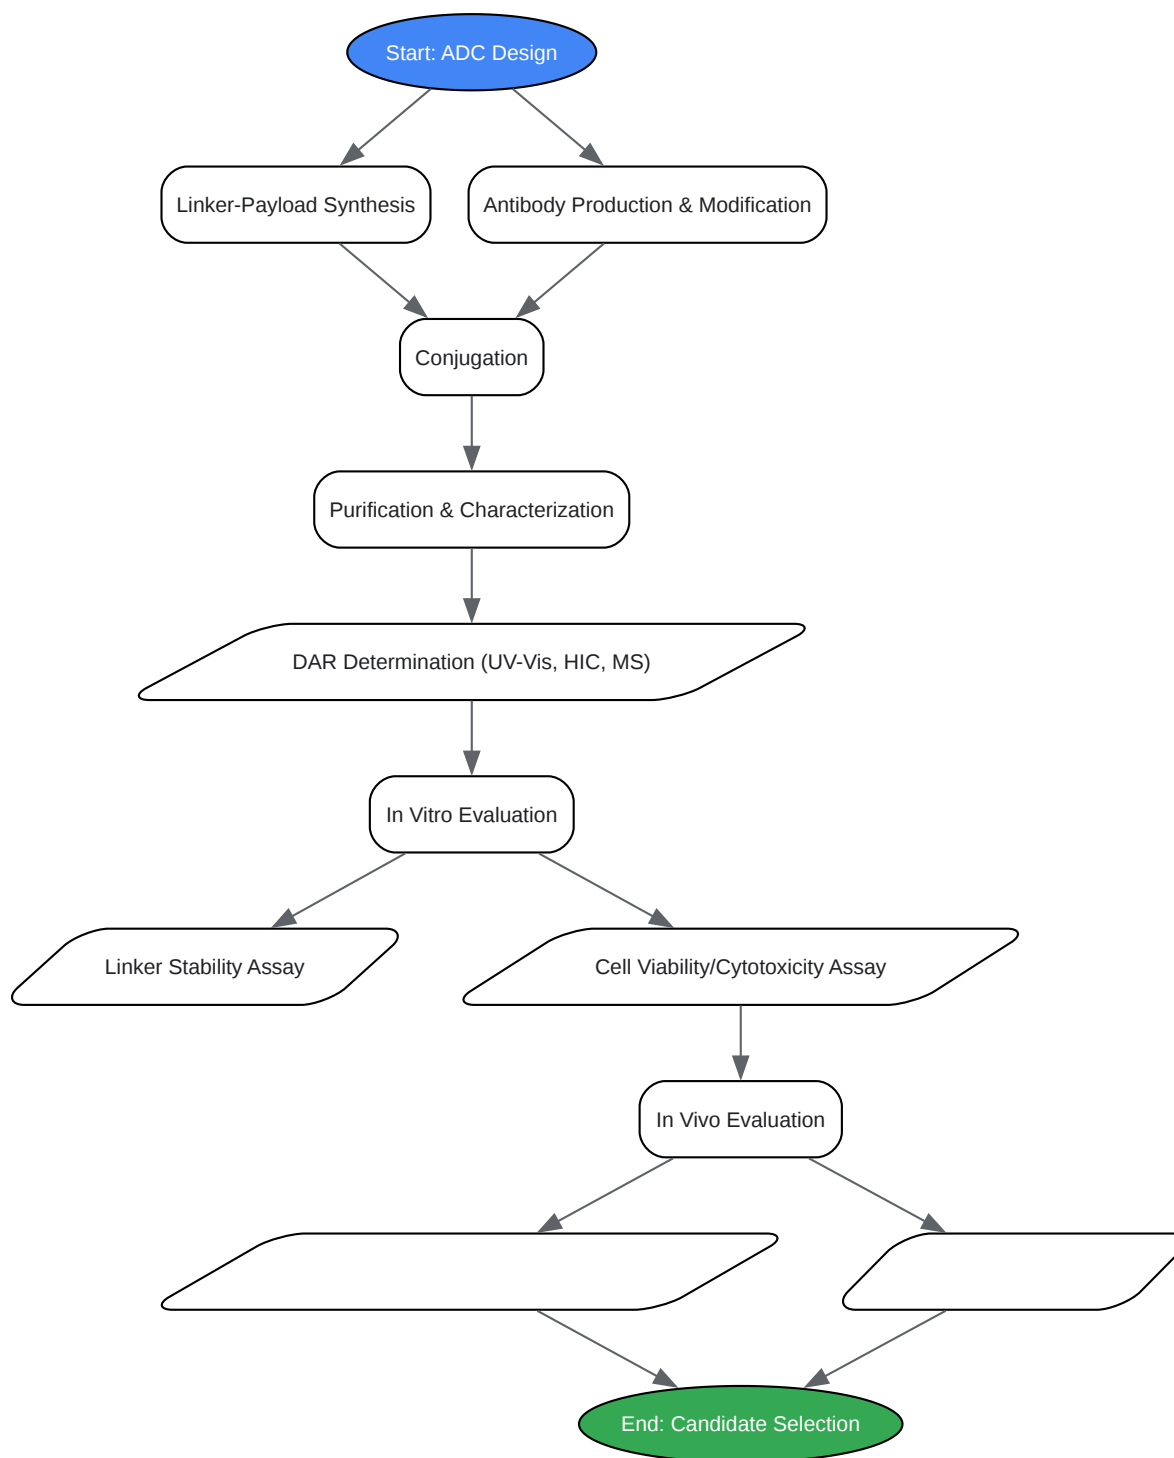 Start: ADC Design
Linker-Payload Synthesis
Antibody Production & Modification
Conjugation
Purification & Characterization
DAR Determination (UV-Vis, HIC, MS)
In Vitro Evaluation
Linker Stability Assay
Cell Viability/Cytotoxicity Assay
In Vivo Evaluation
End: Candidate Selection